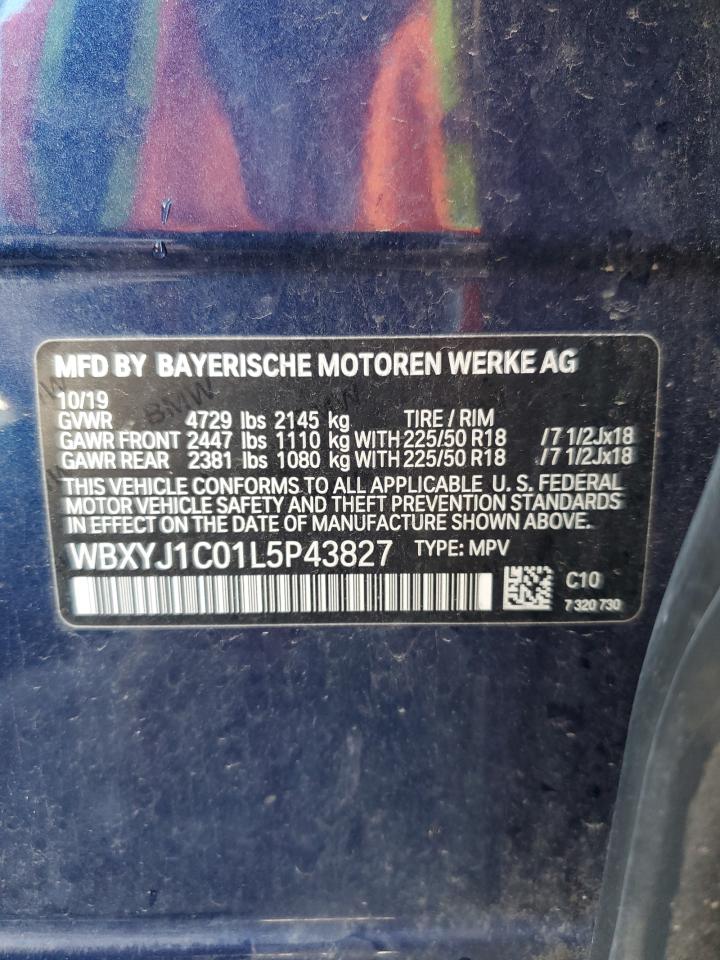 MFD BY BAYERISCHE MOTOREN WERKE AG
10/19
GVWR 4729 lbs 2145 kg TIRE / RIM
GAWR FRONT 2447 lbs 1110 kg WITH 225/50 R18 /7 1/2Jx18
GAWR REAR 2381 lbs 1080 kg WITH 225/50 R18 /7 1/2Jx18
THIS VEHICLE CONFORMS TO ALL APPLICABLE U. S. FEDERAL
MOTOR VEHICLE SAFETY AND THEFT PREVENTION STANDARDS
IN EFFECT ON THE DATE OF MANUFACTURE SHOWN ABOVE.
WBXYJ1C01L5P43827 TYPE: MPV
C10
7 320 730